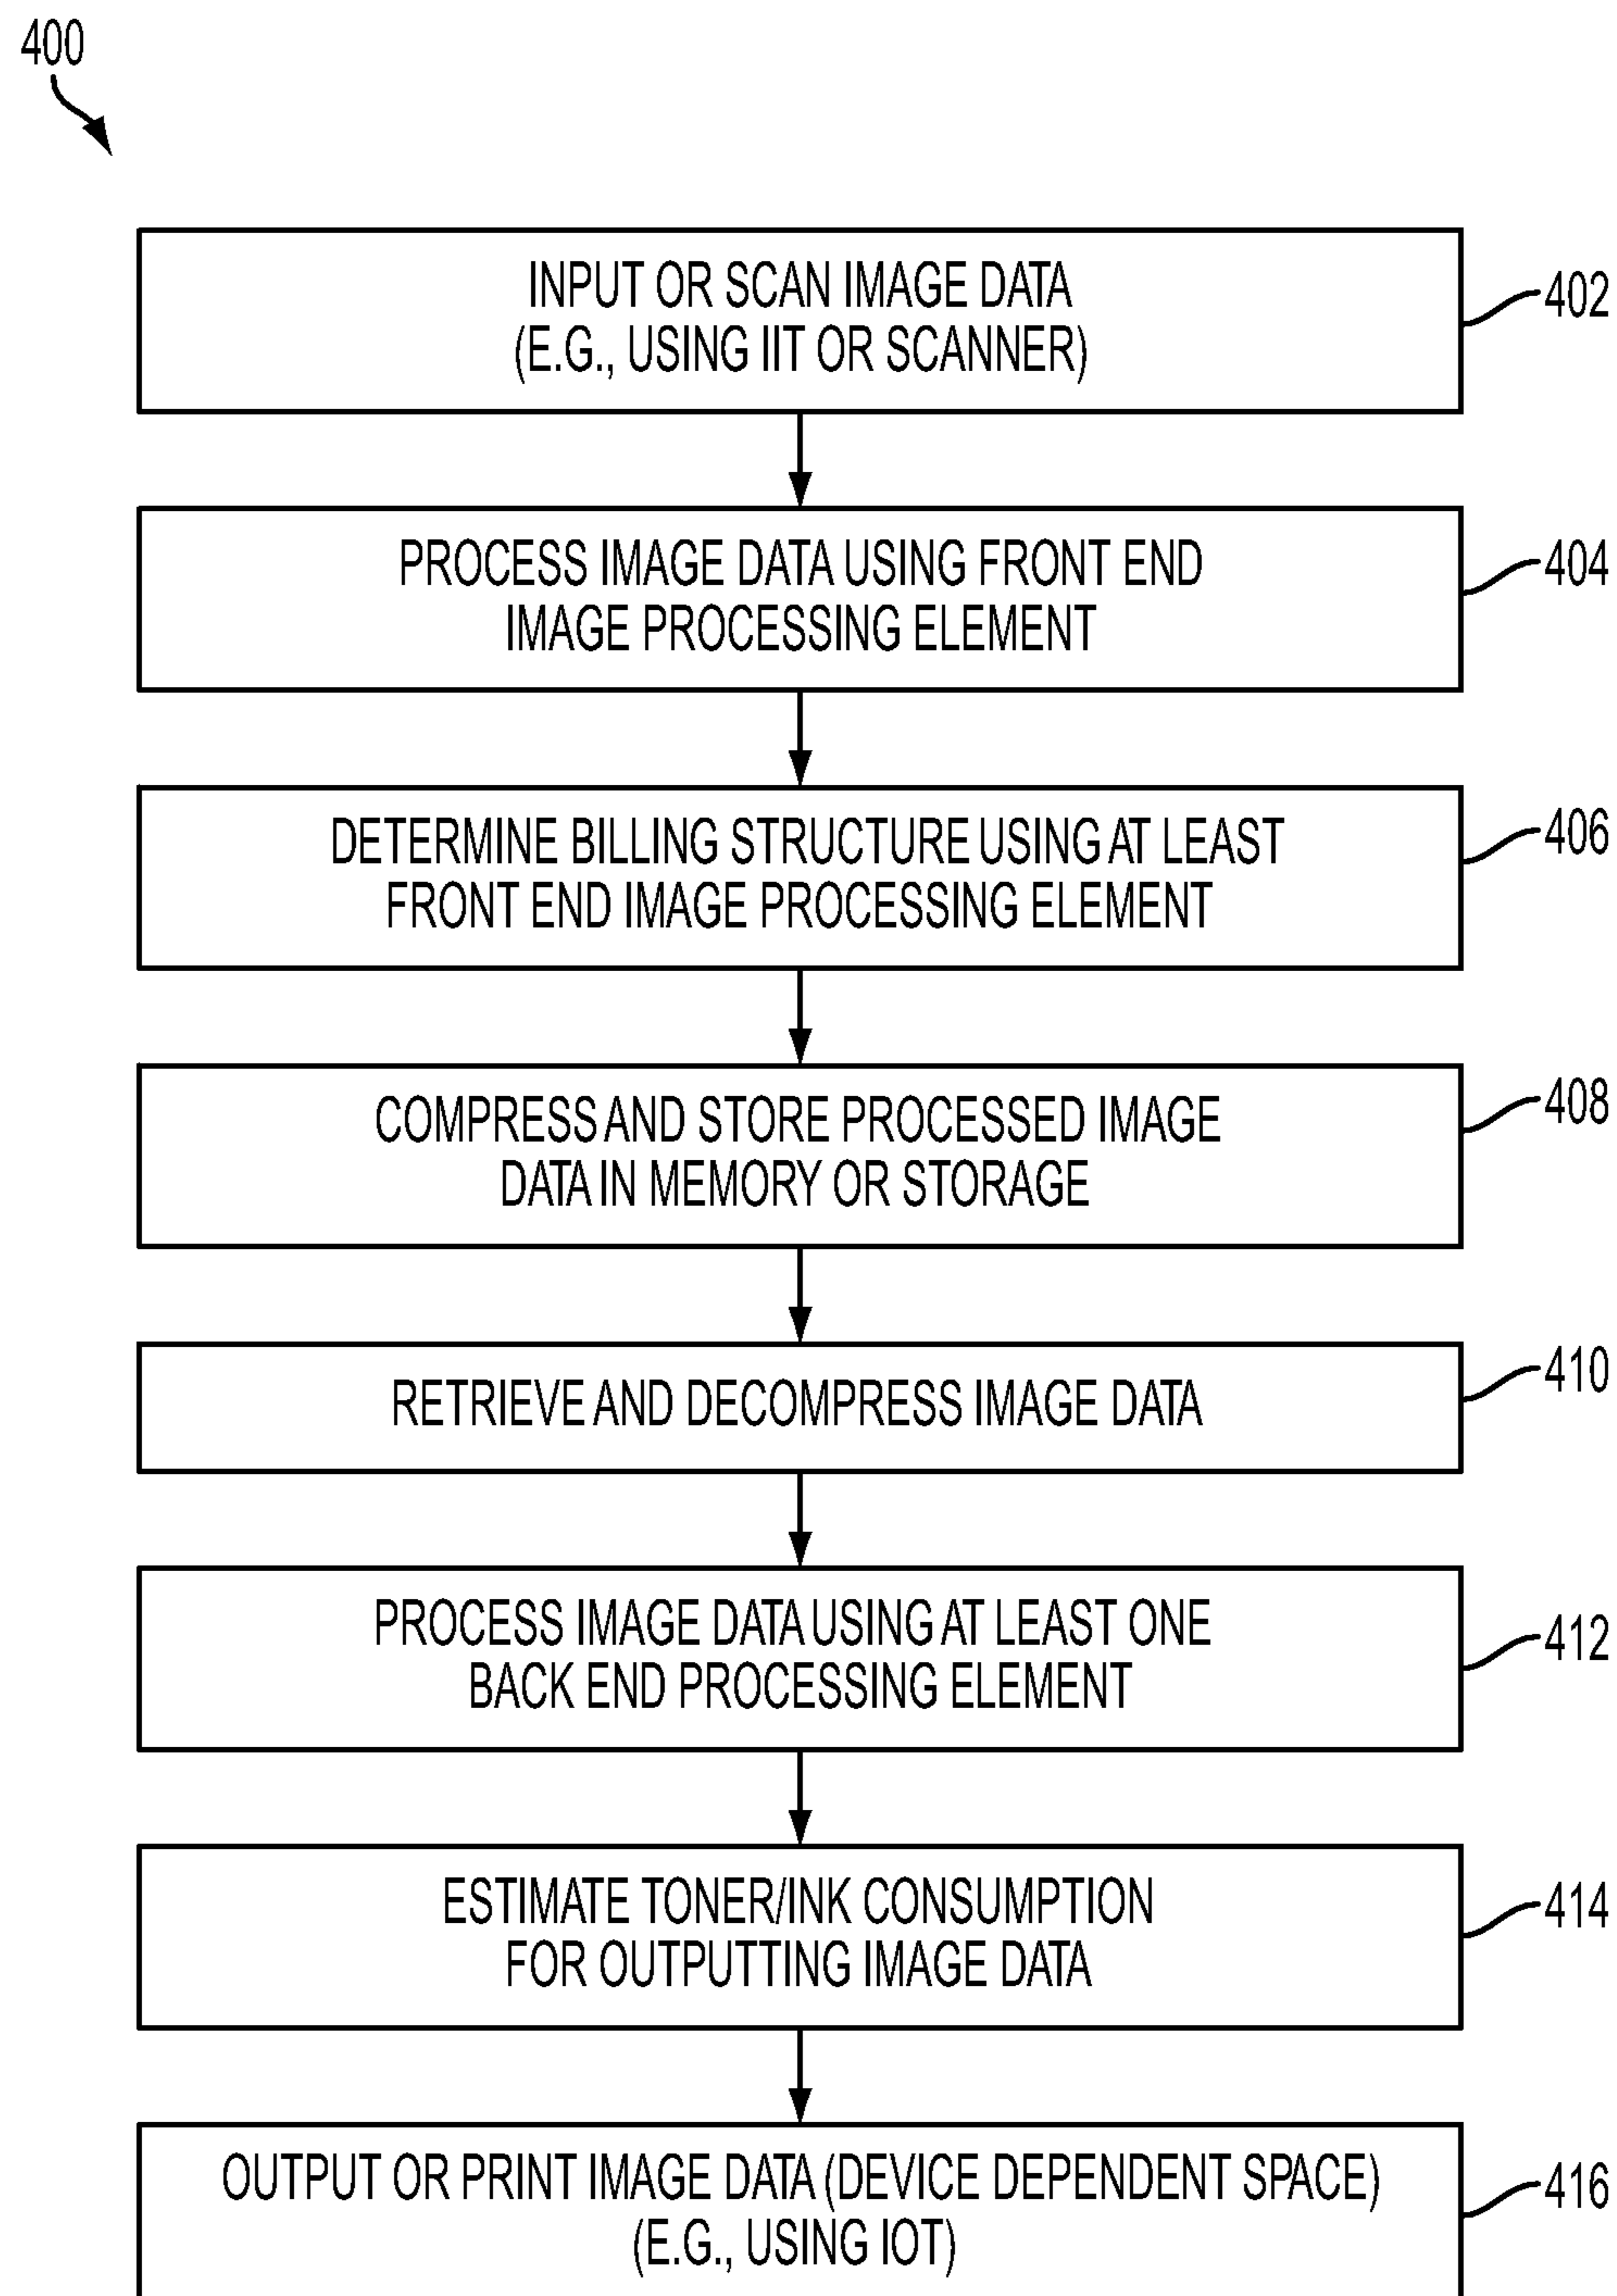 400
INPUT OR SCAN IMAGE DATA
(E.G., USING IIT OR SCANNER)
402
PROCESS IMAGE DATA USING FRONT END
IMAGE PROCESSING ELEMENT
404
DETERMINE BILLING STRUCTURE USING AT LEAST
FRONT END IMAGE PROCESSING ELEMENT
406
COMPRESS AND STORE PROCESSED IMAGE
DATA IN MEMORY OR STORAGE
408
RETRIEVE AND DECOMPRESS IMAGE DATA
410
PROCESS IMAGE DATA USING AT LEAST ONE
BACK END PROCESSING ELEMENT
412
ESTIMATE TONER/INK CONSUMPTION
FOR OUTPUTTING IMAGE DATA
414
OUTPUT OR PRINT IMAGE DATA (DEVICE DEPENDENT SPACE)
(E.G., USING IOT)
416